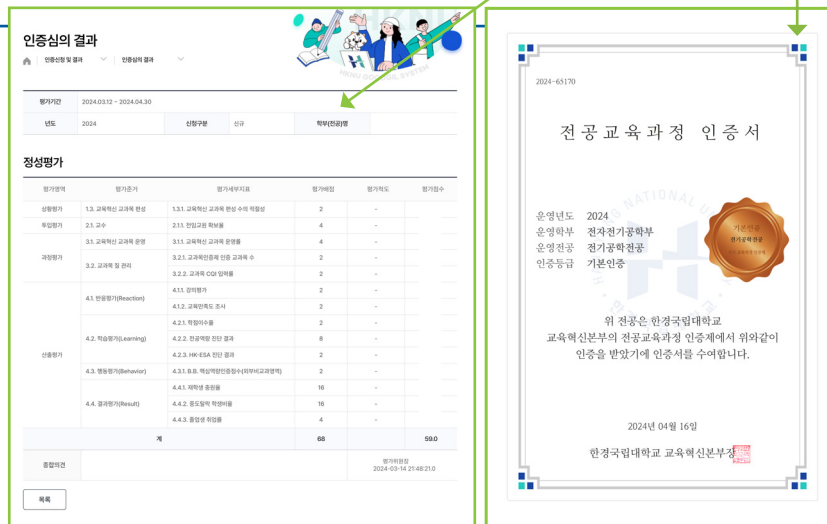 인증심의 결과
인증신청 및 결과
인증심의 결과
평가기간 2024.03.12 ~ 2024.04.30
년도 2024 신청구분 신규 학부(전공)명
정성평가
평가영역 평가준거 평가세부지표 평가배점 평가척도 평가점수
상황평가 1.3. 교육혁신 교과목 편성 1.3.1. 교육혁신 교과목 편성 수의 적절성 2 -
투입평가 2.1. 교수 2.1.1. 전임교원 확보율 4 -
과정평가 3.1. 교육혁신 교과목 운영 3.1.1. 교육혁신 교과목 운영률 4 -
3.2. 교과목 질 관리 3.2.1. 교과목인증제 인증 교과목 수 2 -
3.2.2. 교과목 CQI 입력률 2 -
산출평가 4.1. 반응평가(Reaction) 4.1.1. 강의평가 2 -
4.1.2. 교육만족도 조사 2 -
4.2. 학습평가(Learning) 4.2.1. 학점이수율 2 -
4.2.2. 전공역량 진단 결과 8 -
4.2.3. HK-ESA 진단 결과 2 -
4.3. 행동평가(Behavior) 4.3.1. B.B. 핵심역량인증점수(외부비교과영역) 2 -
4.4. 결과평가(Result) 4.4.1. 재학생 충원율 16 -
4.4.2. 중도탈락 학생비율 16 -
4.4.3. 졸업생 취업률 4 -
계 68 59.0
종합의견 평가위원장
2024-03-14 21:48:21.0
목록
2024-65170
전공교육과정 인증서
운영년도 2024
운영학부 전자전기공학부
운영전공 전기공학전공
인증등급 기본인증
기본인증
전기공학전공
위 전공은 한경국립대학교
교육혁신본부의 전공교육과정 인증제에서 위와같이
인증을 받았기에 인증서를 수여합니다.
2024년 04월 16일
한경국립대학교 교육혁신본부장